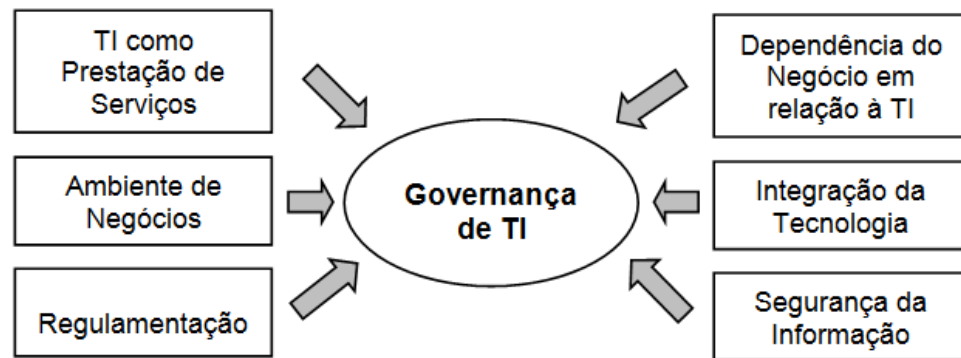 TI como
Prestação de
Serviços
Ambiente de
Negócios
Regulamentação
Governança
de TI
Dependência do
Negócio em
relação à TI
Integração da
Tecnologia
Segurança da
Informação